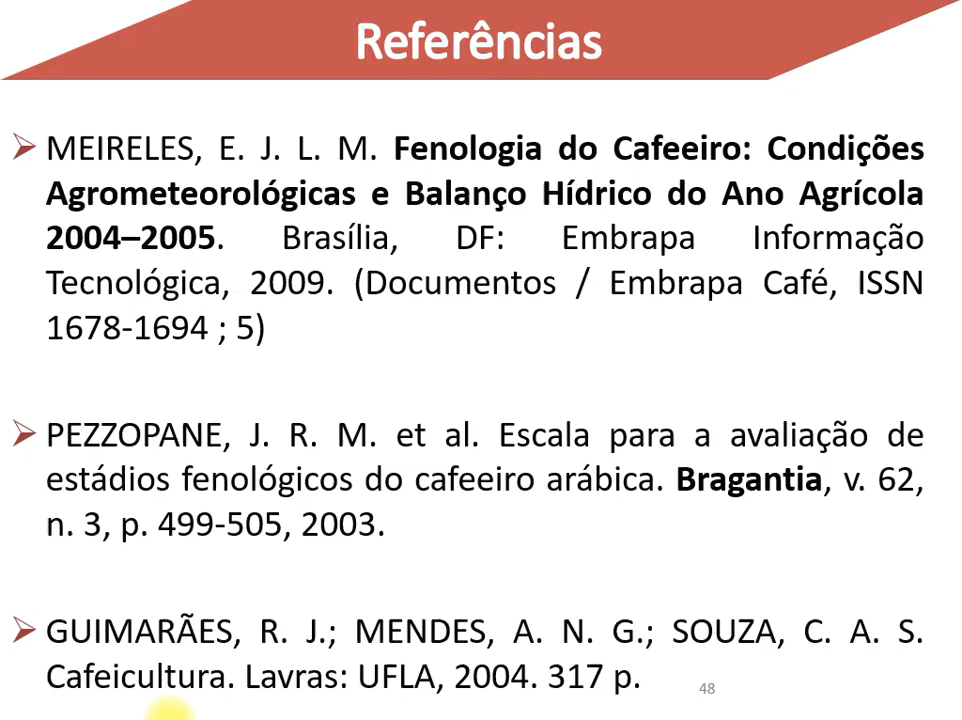 Referências
MEIRELES, E. J. L. M. Fenologia do Cafeeiro: Condições
Agrometeorológicas e Balanço Hídrico do Ano Agrícola
2004–2005. Brasília, DF: Embrapa Informação
Tecnológica, 2009. (Documentos / Embrapa Café, ISSN
1678-1694 ; 5)
PEZZOPANE, J. R. M. et al. Escala para a avaliação de
estádios fenológicos do cafeeiro arábica. Bragantia, v. 62,
n. 3, p. 499-505, 2003.
GUIMARÃES, R. J.; MENDES, A. N. G.; SOUZA, C. A. S.
Cafeicultura. Lavras: UFLA, 2004. 317 p.
48